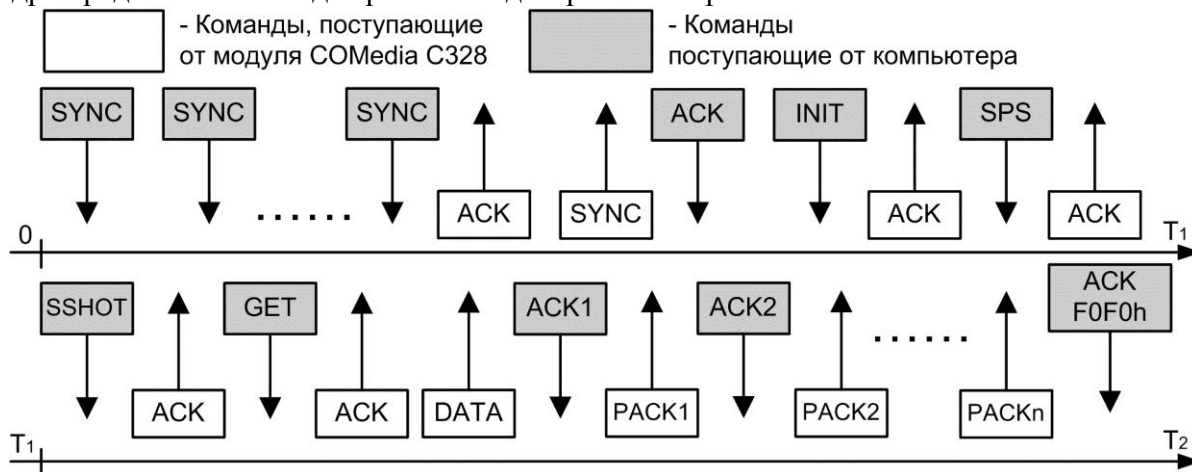 - Команды, поступающие
от модуля COMedia C328
- Команды
поступающие от компьютера
SYNC SYNC SYNC ACK INIT SPS
...... ACK SYNC ACK ACK
0 T1
SSHOT GET ACK1 ACK2 ACK
F0F0h
......
ACK ACK DATA PACK1 PACK2 PACKn
T1 T2